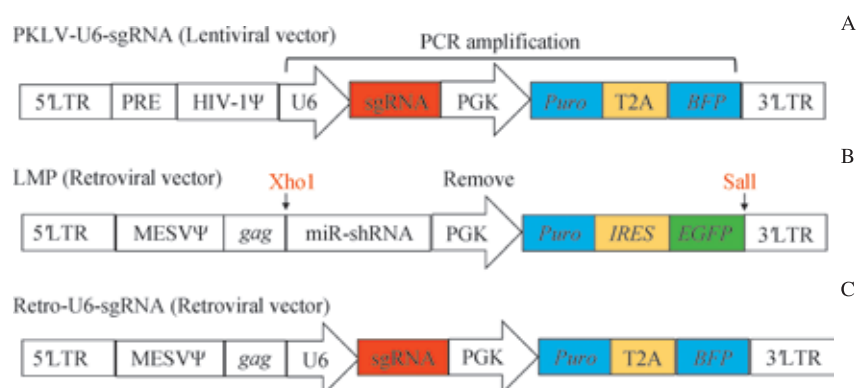 A
PKLV-U6-sgRNA (Lentiviral vector) PCR amplification
5'LTR PRE HIV-1Ψ U6 sgRNA PGK Puro T2A BFP 3'LTR
B
LMP (Retroviral vector) Xho1 Remove Sall
5'LTR MESVΨ gag miR-shRNA PGK Puro IRES EGFP 3'LTR
C
Retro-U6-sgRNA (Retroviral vector)
5'LTR MESVΨ gag U6 sgRNA PGK Puro T2A BFP 3'LTR